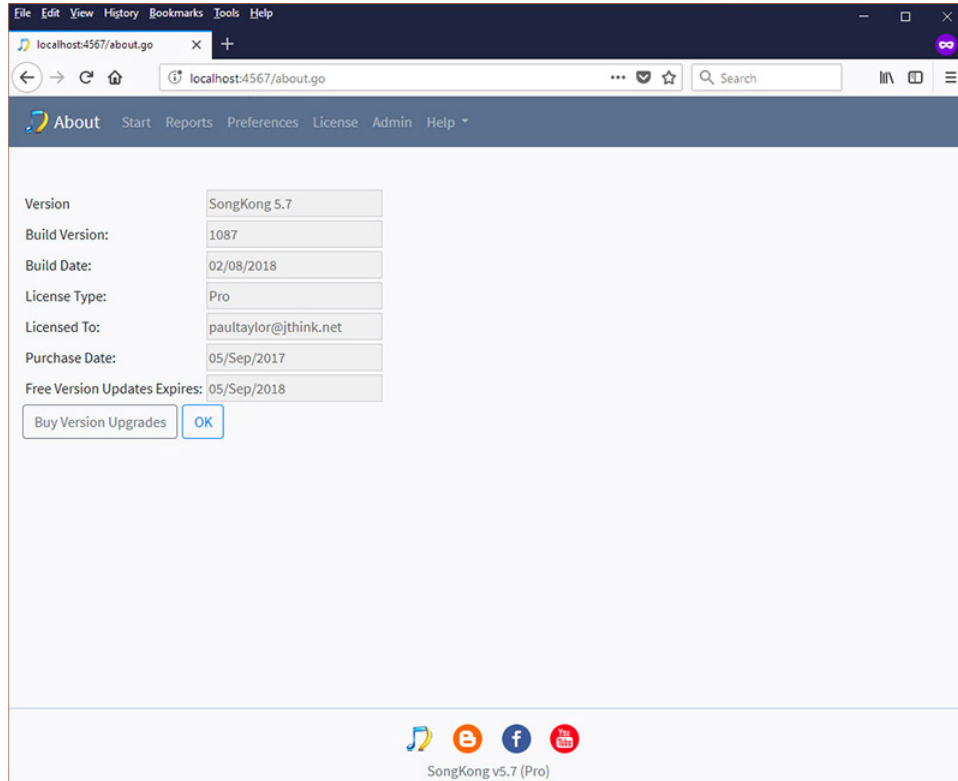 File Edit View History Bookmarks Tools Help
localhost:4567/about.go
localhost:4567/about.go Search
About Start Reports Preferences License Admin Help
Version SongKong 5.7
Build Version: 1087
Build Date: 02/08/2018
License Type: Pro
Licensed To: paultaylor@jthink.net
Purchase Date: 05/Sep/2017
Free Version Updates Expires: 05/Sep/2018
Buy Version Upgrades OK
You Tube
SongKong v5.7 (Pro)